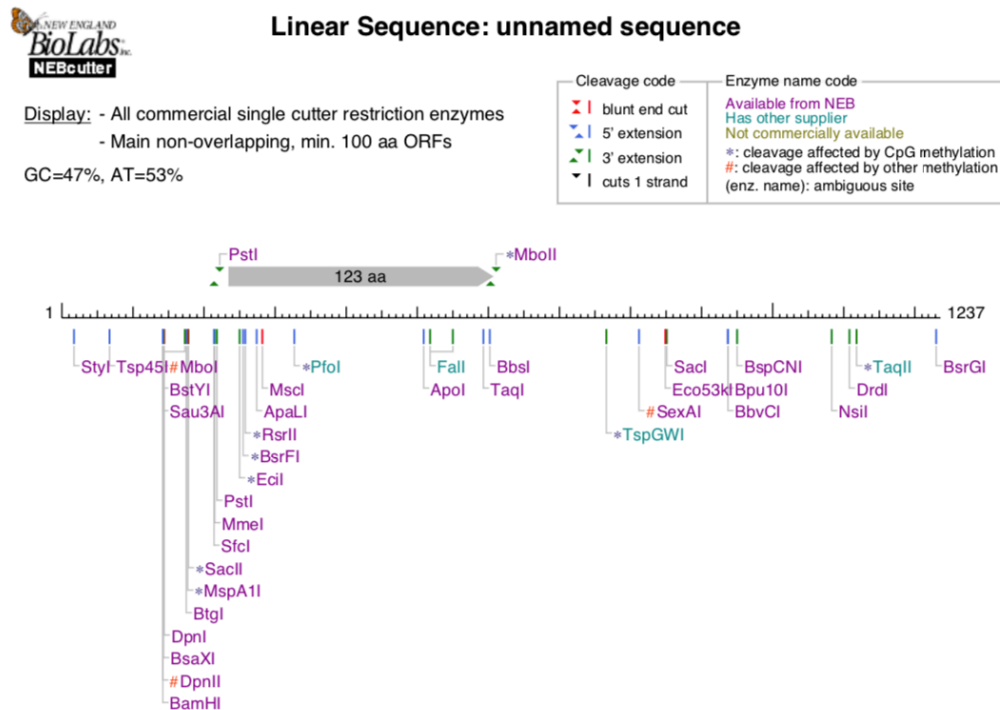 NEW ENGLAND
BioLabs Inc.
NEBcutter
Linear Sequence: unnamed sequence
Display: - All commercial single cutter restriction enzymes
- Main non-overlapping, min. 100 aa ORFs
GC=47%, AT=53%
Cleavage code
blunt end cut
5' extension
3' extension
cuts 1 strand
Enzyme name code
Available from NEB
Has other supplier
Not commercially available
*: cleavage affected by CpG methylation
#: cleavage affected by other methylation
(enz. name): ambiguous site
PstI *MboII
123 aa
1 1237
StyI Tsp45I #MboI *PfoI FaII BbsI SacI BspCNI *TaqII BsrGI
BstYI MscI ApoI TaqI Eco53kI Bpu10I DrdI
Sau3AI ApaLI #SexAI BbvCI NsiI
*RsrII *TspGWI
*BsrFI
*EciI
PstI
MmeI
SfcI
*SacII
*MspA1I
BtgI
DpnI
BsaXI
#DpnII
BamHI